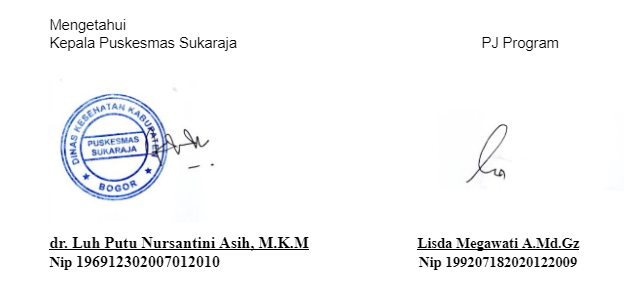 Mengetahui
Kepala Puskesmas Sukaraja
PJ Program
DINAS KESEHATAN KABUPATEN
PUSKESMAS
SUKARAJA
BOGOR
dr. Luh Putu Nursantini Asih, M.K.M
Nip 196912302007012010
Lisda Megawati A.Md.Gz
Nip 199207182020122009